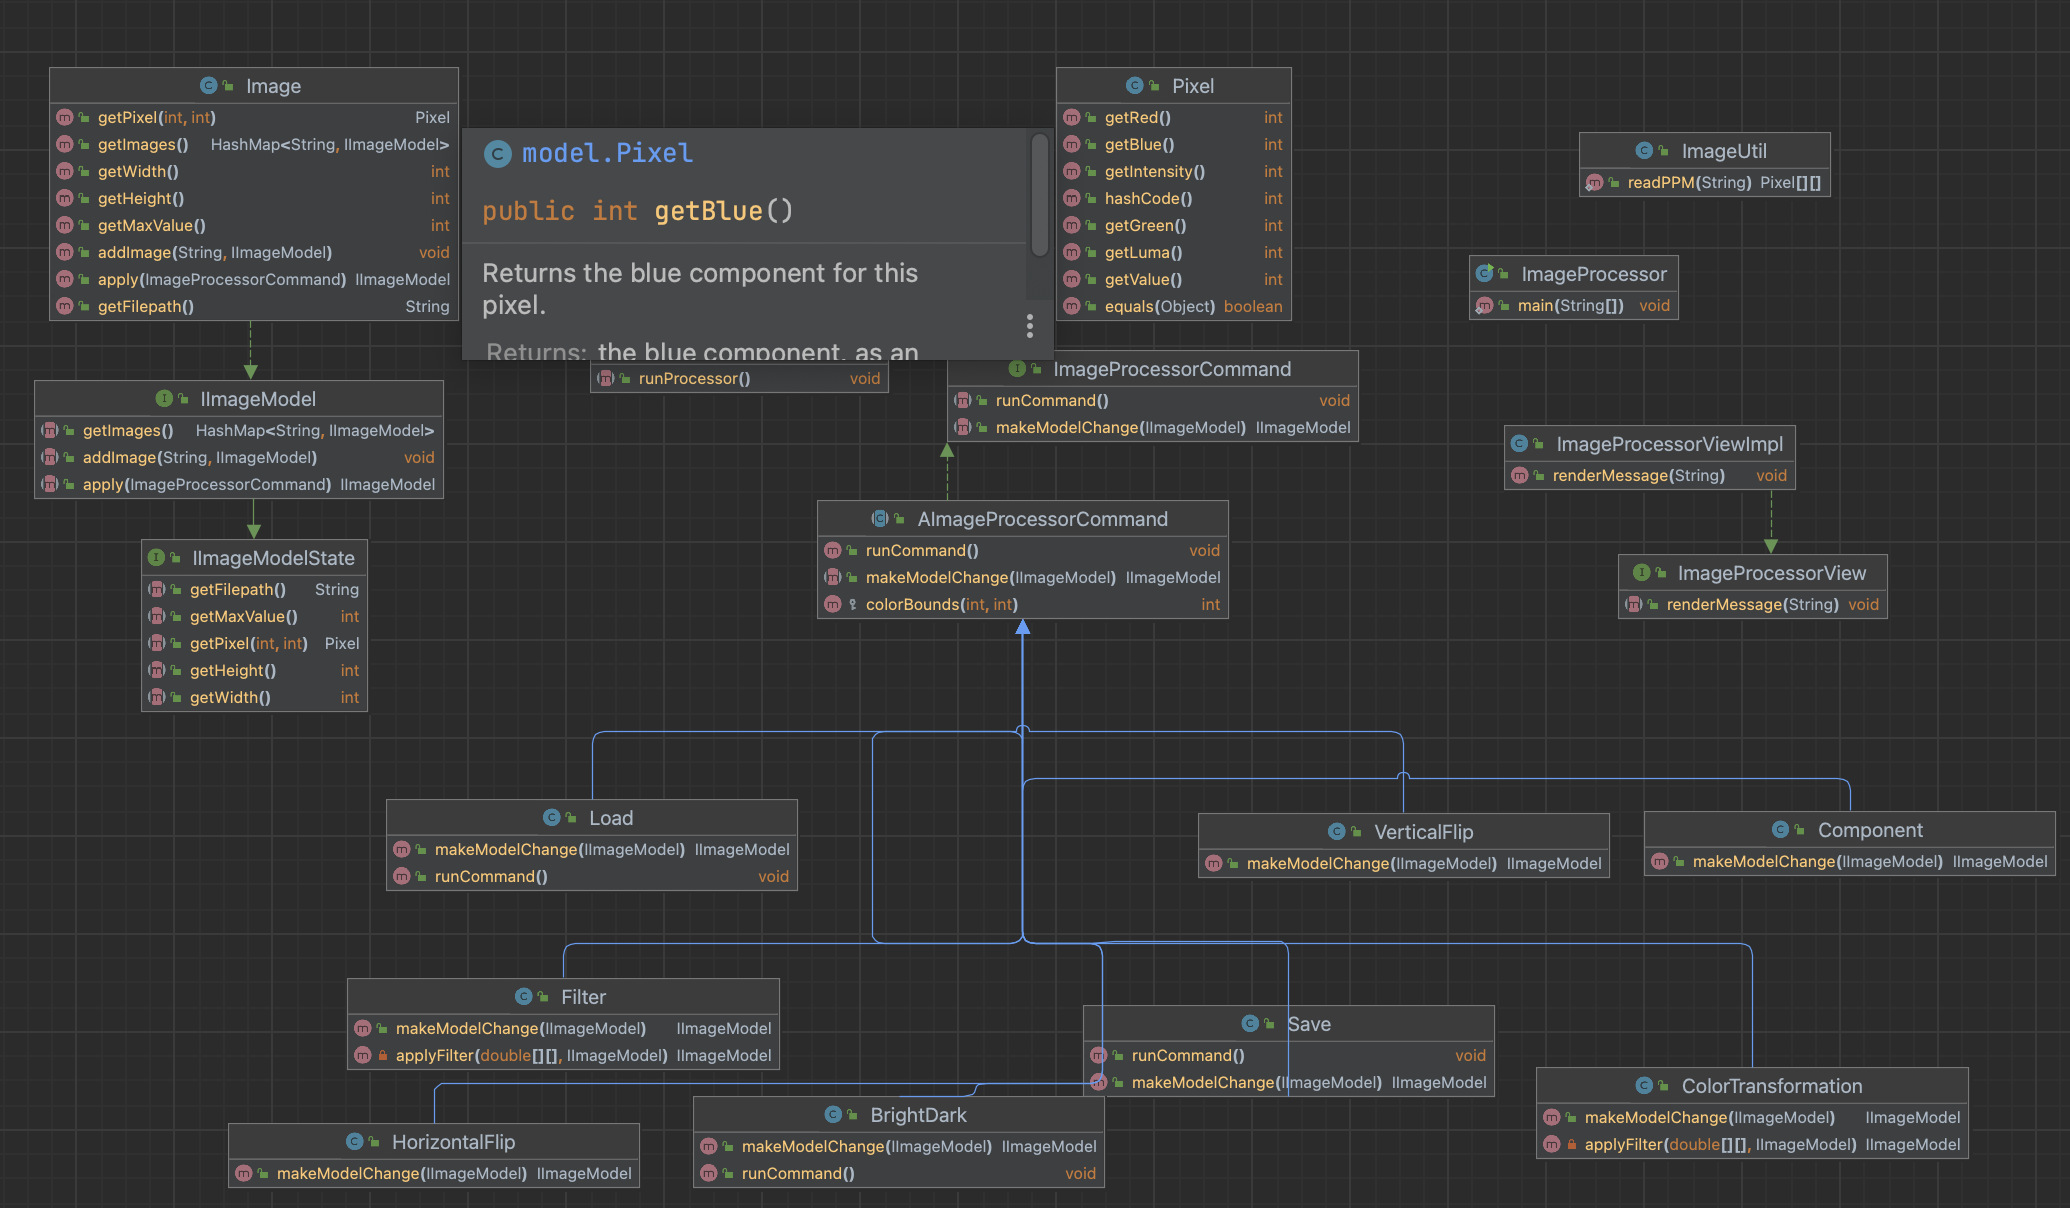 Image
getPixel(int, int) Pixel
getImages() HashMap<String, IImageModel>
getWidth() int
getHeight() int
getMaxValue() int
addImage(String, IImageModel) void
apply(ImageProcessorCommand) IImageModel
getFilepath() String
model.Pixel
public int getBlue()
Returns the blue component for this
pixel.
Returns: the blue component, as an
Pixel
getRed() int
getBlue() int
getIntensity() int
hashCode() int
getGreen() int
getLuma() int
getValue() int
equals(Object) boolean
ImageUtil
readPPM(String) Pixel[][]
ImageProcessor
main(String[]) void
runProcessor() void
ImageProcessorCommand
runCommand() void
makeModelChange(IImageModel) IImageModel
IImageModel
getImages() HashMap<String, IImageModel>
addImage(String, IImageModel) void
apply(ImageProcessorCommand) IImageModel
ImageProcessorViewImpl
renderMessage(String) void
AImageProcessorCommand
runCommand() void
makeModelChange(IImageModel) IImageModel
colorBounds(int, int) int
IImageModelState
getFilepath() String
getMaxValue() int
getPixel(int, int) Pixel
getHeight() int
getWidth() int
ImageProcessorView
renderMessage(String) void
Load
makeModelChange(IImageModel) IImageModel
runCommand() void
VerticalFlip
makeModelChange(IImageModel) IImageModel
Component
makeModelChange(IImageModel) IImageModel
Filter
makeModelChange(IImageModel) IImageModel
applyFilter(double[][], IImageModel) IImageModel
Save
runCommand() void
makeModelChange(IImageModel) IImageModel
ColorTransformation
makeModelChange(IImageModel) IImageModel
applyFilter(double[][], IImageModel) IImageModel
BrightDark
makeModelChange(IImageModel) IImageModel
runCommand() void
HorizontalFlip
makeModelChange(IImageModel) IImageModel